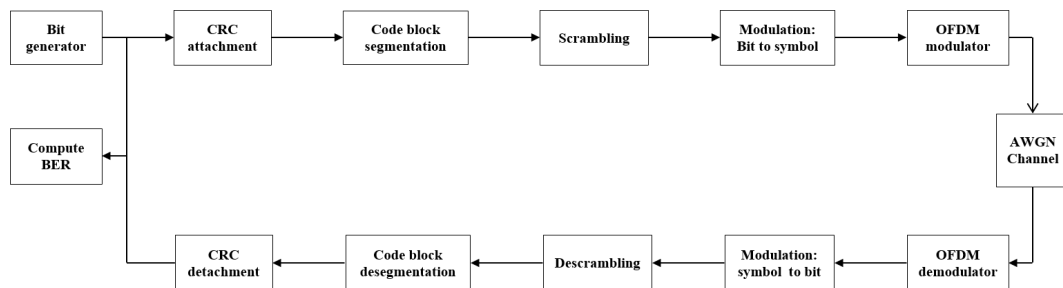 Bit
generator
CRC
attachment
Code block
segmentation
Scrambling
Modulation:
Bit to symbol
OFDM
modulator
Compute
BER
AWGN
Channel
CRC
detachment
Code block
desegmentation
Descrambling
Modulation:
symbol to bit
OFDM
demodulator